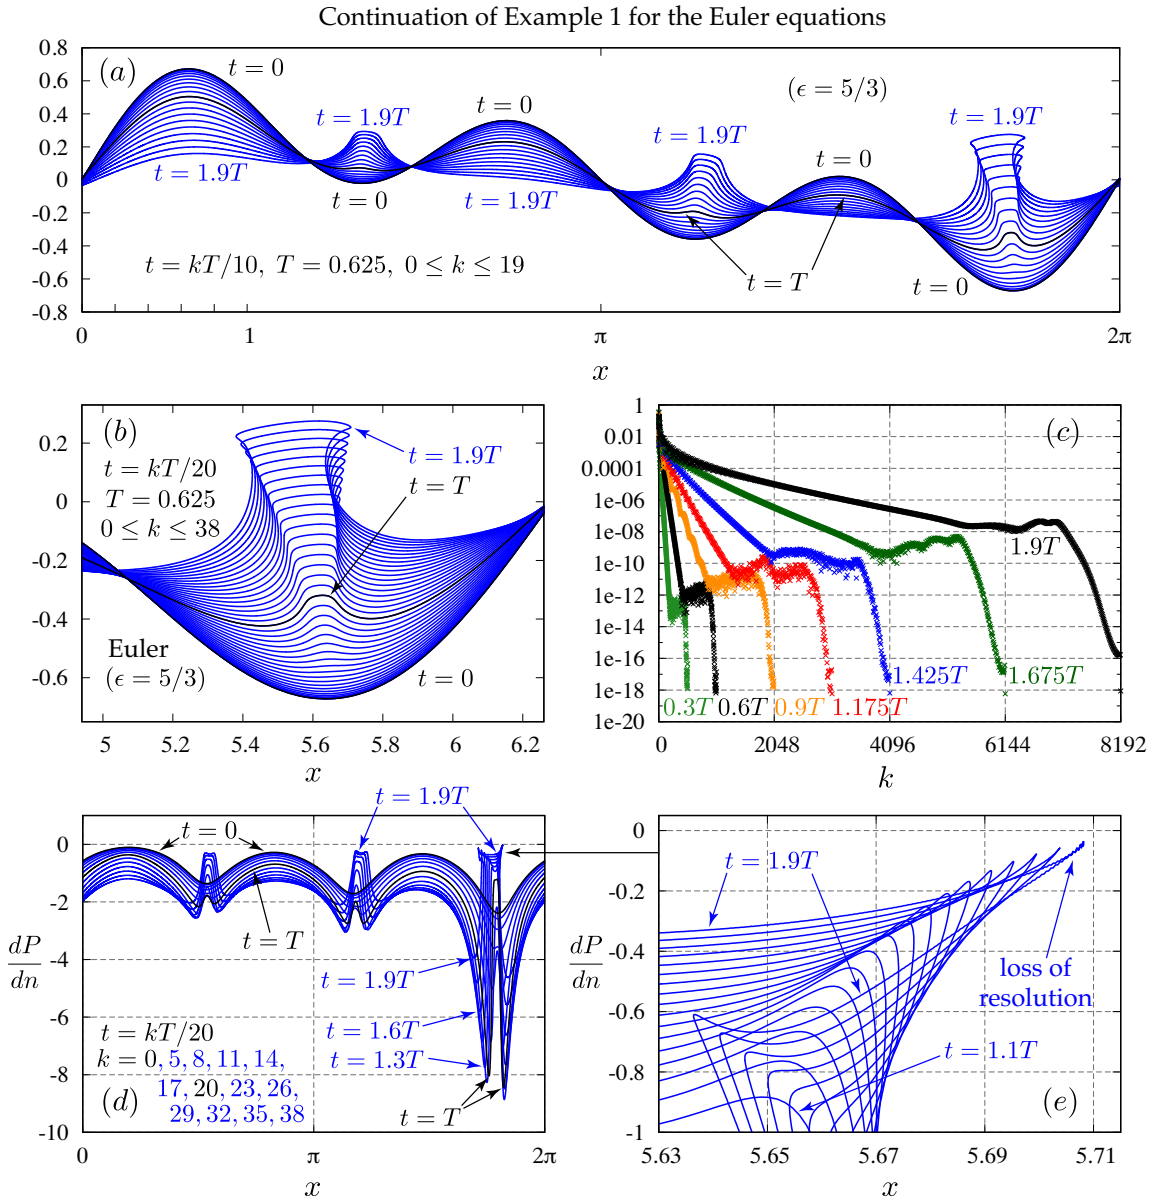 Continuation of Example 1 for the Euler equations
0.8
0.6
0.4
0.2
0
-0.2
-0.4
-0.6
-0.8
(a)
t = 0
t = 1.9T
t = 0
(ϵ = 5/3)
t = 1.9T
t = 1.9T
t = 0
t = 1.9T
t = 0
t = 1.9T
t = kT/10, T = 0.625, 0 ≤ k ≤ 19
t = T
t = 0
0
1
π
2π
x
0.2
0
-0.2
-0.4
-0.6
(b)
t = kT/20
T = 0.625
0 ≤ k ≤ 38
t = 1.9T
t = T
Euler
(ϵ = 5/3)
t = 0
5
5.2
5.4
5.6
5.8
6
6.2
x
1
0.01
0.0001
1e-06
1e-08
1e-10
1e-12
1e-14
1e-16
1e-18
1e-20
(c)
1.9T
1.425T
1.675T
0.3T
0.6T
0.9T
1.175T
0
2048
4096
6144
8192
k
t = 1.9T
t = 0
0
-2
-4
-6
-8
-10
dP
dn
t = T
t = 1.9T
t = 1.6T
t = 1.3T
t = T
t = kT/20
k = 0, 5, 8, 11, 14,
17, 20, 23, 26,
29, 32, 35, 38
(d)
0
π
2π
x
0
-0.2
-0.4
-0.6
-0.8
-1
dP
dn
t = 1.9T
loss of
resolution
t = 1.1T
(e)
5.63
5.65
5.67
5.69
5.71
x